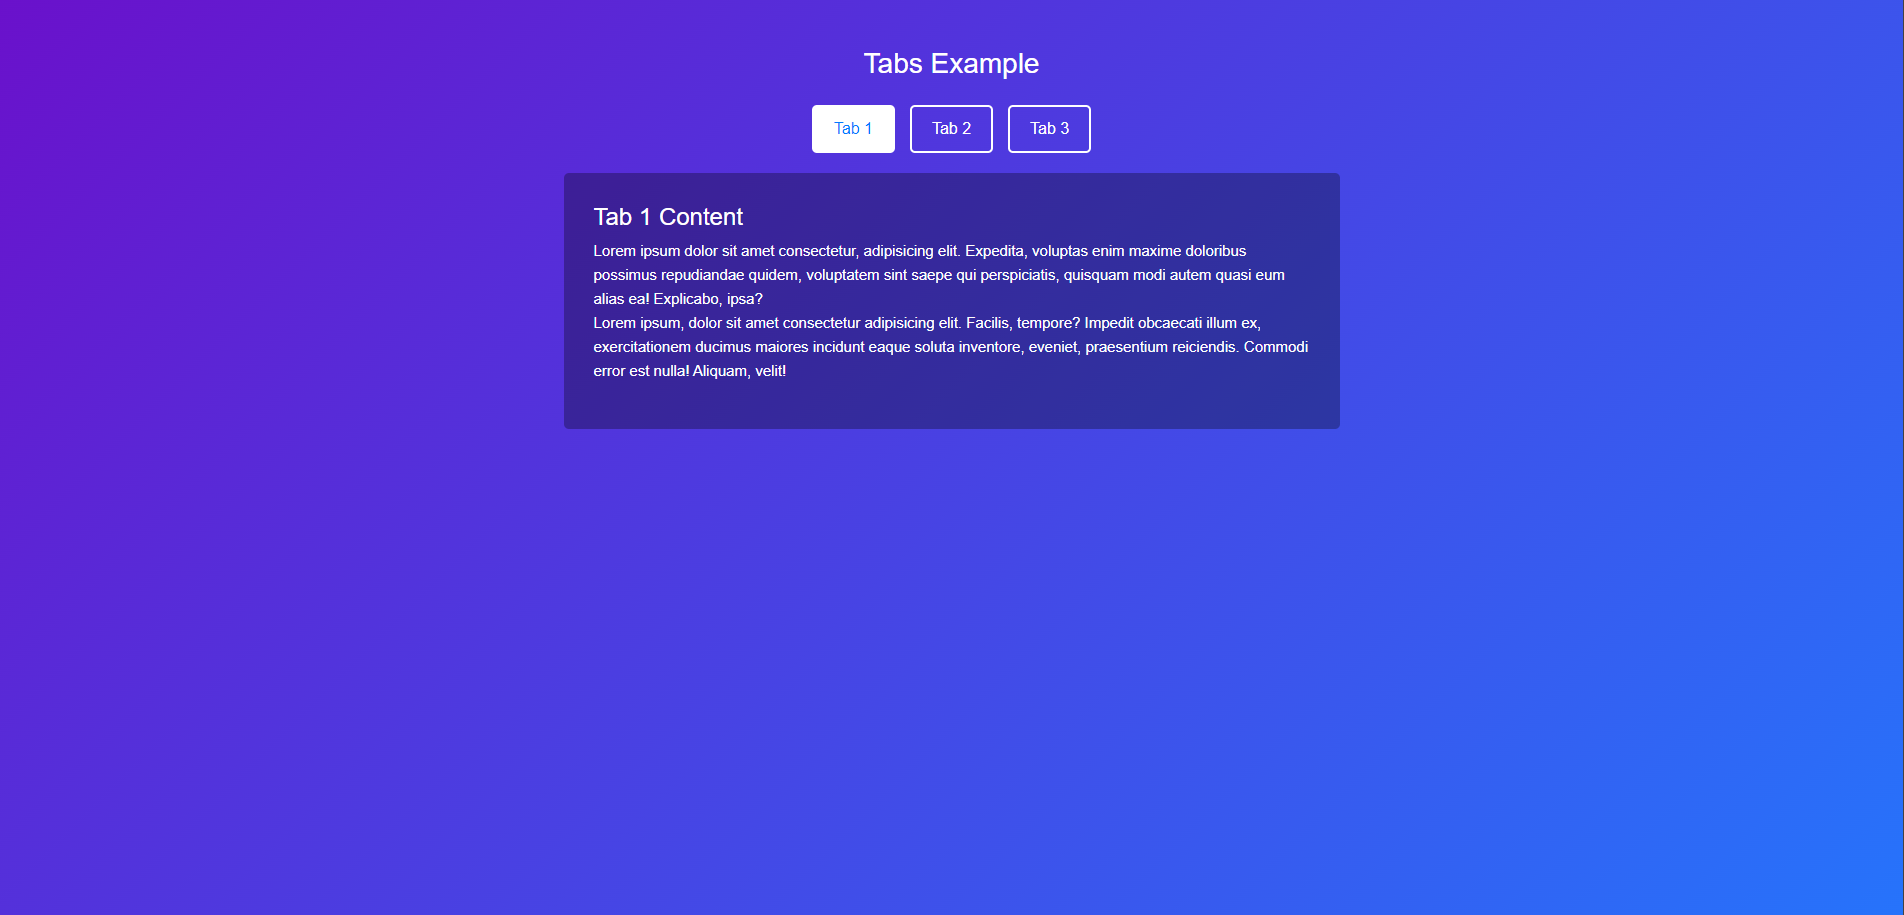 Tabs Example
Tab 1 Tab 2 Tab 3
Tab 1 Content
Lorem ipsum dolor sit amet consectetur, adipisicing elit. Expedita, voluptas enim maxime doloribus
possimus repudiandae quidem, voluptatem sint saepe qui perspiciatis, quisquam modi autem quasi eum
alias ea! Explicabo, ipsa?
Lorem ipsum, dolor sit amet consectetur adipisicing elit. Facilis, tempore? Impedit obcaecati illum ex,
exercitationem ducimus maiores incidunt eaque soluta inventore, eveniet, praesentium reiciendis. Commodi
error est nulla! Aliquam, velit!